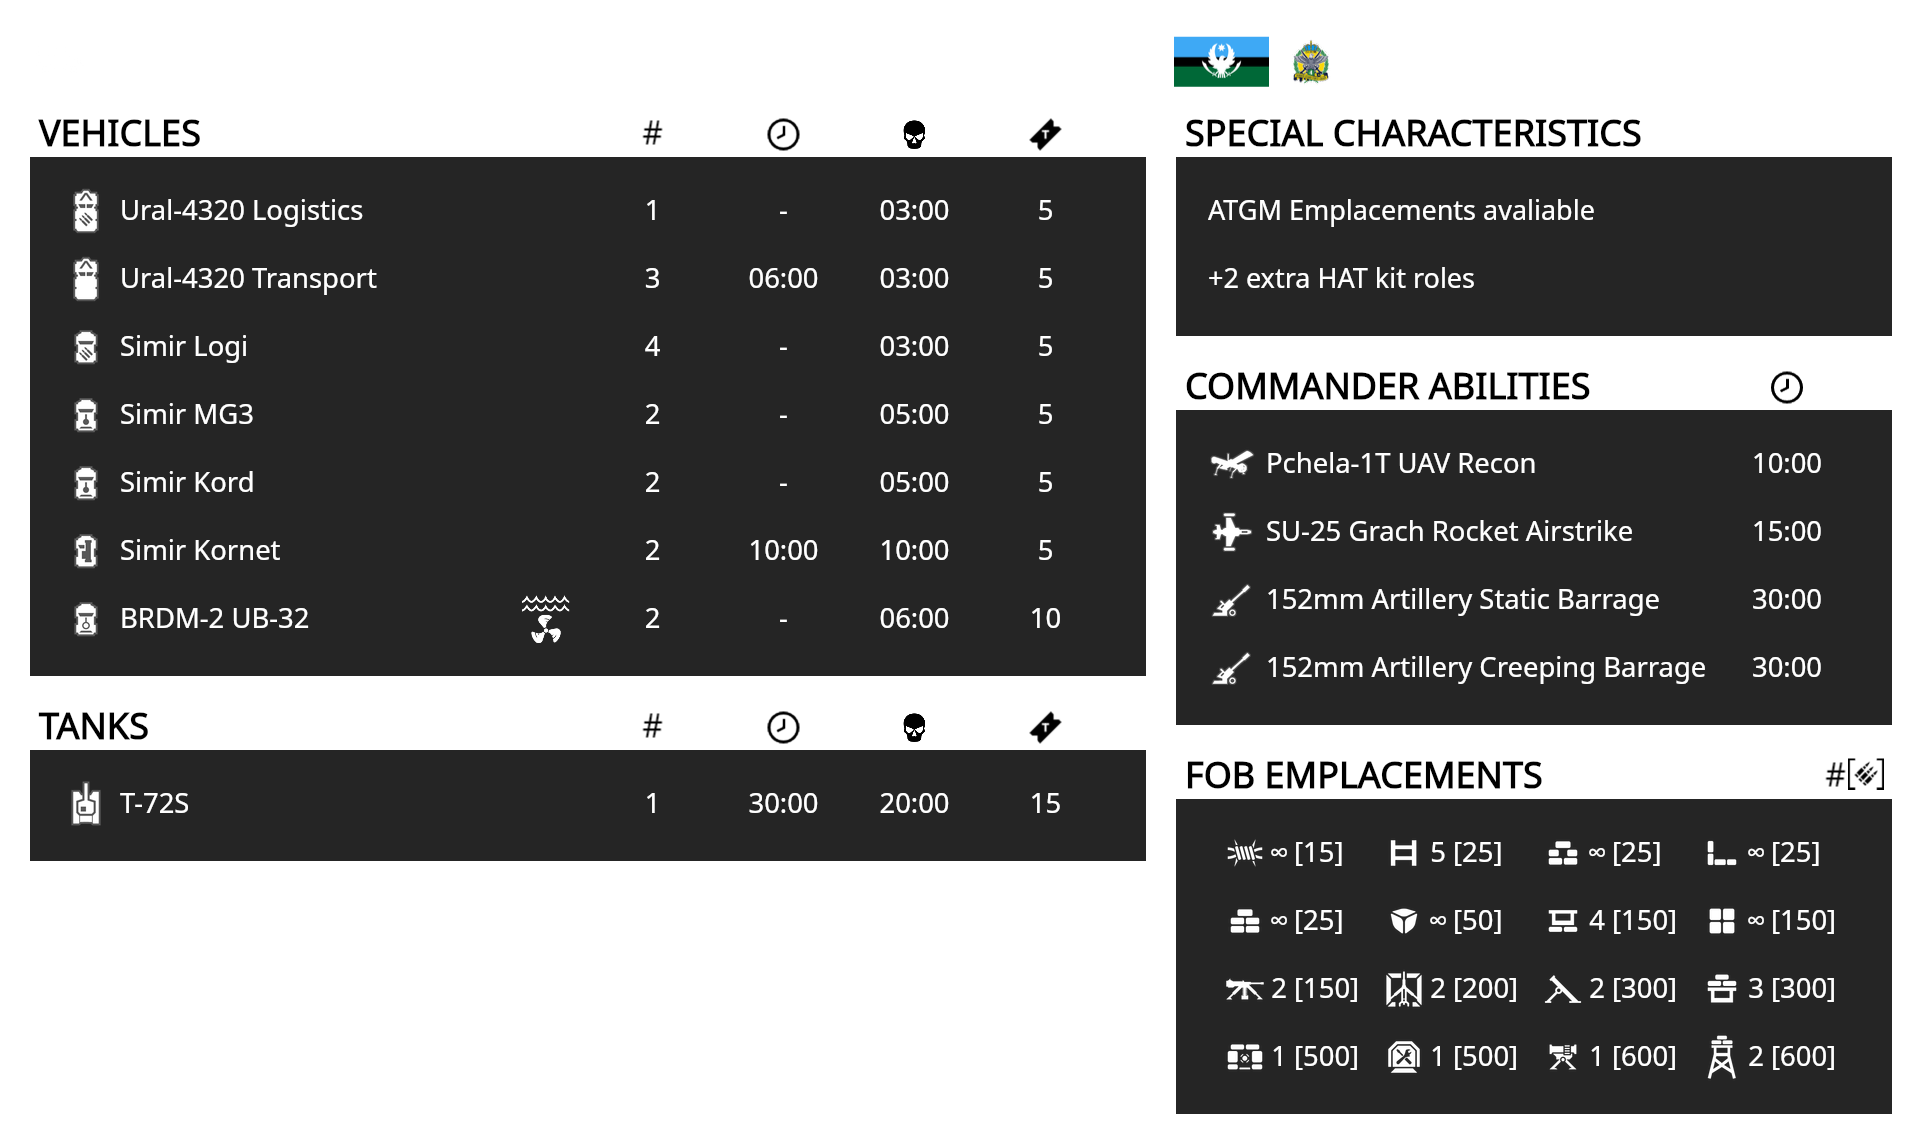 VEHICLES #
Ural-4320 Logistics 1 - 03:00 5
Ural-4320 Transport 3 06:00 03:00 5
Simir Logi 4 - 03:00 5
Simir MG3 2 - 05:00 5
Simir Kord 2 - 05:00 5
Simir Kornet 2 10:00 10:00 5
BRDM-2 UB-32 2 - 06:00 10
TANKS #
T-72S 1 30:00 20:00 15
SPECIAL CHARACTERISTICS
ATGM Emplacements avaliable
+2 extra HAT kit roles
COMMANDER ABILITIES
Pchela-1T UAV Recon 10:00
SU-25 Grach Rocket Airstrike 15:00
152mm Artillery Static Barrage 30:00
152mm Artillery Creeping Barrage 30:00
FOB EMPLACEMENTS #[]
∞ [15] 5 [25] ∞ [25] ∞ [25]
∞ [25] ∞ [50] 4 [150] ∞ [150]
2 [150] 2 [200] 2 [300] 3 [300]
1 [500] 1 [500] 1 [600] 2 [600]